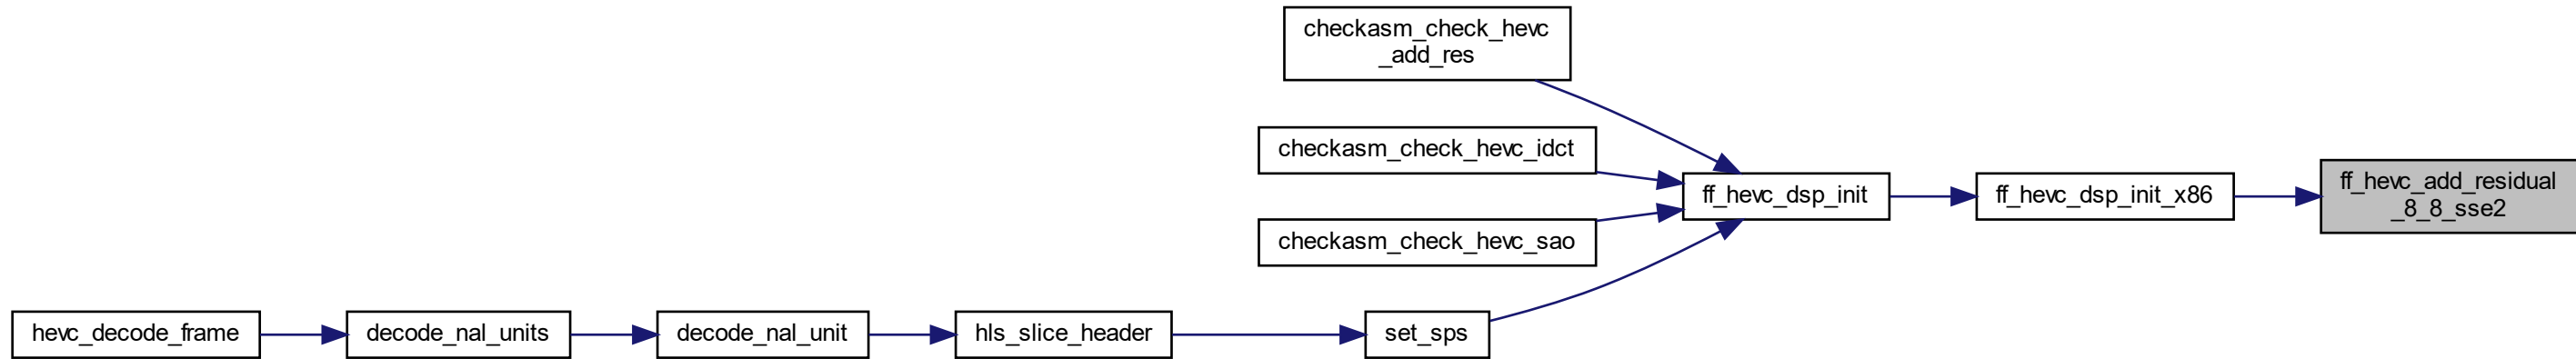 checkasm_check_hevc
_add_res
checkasm_check_hevc_idct
ff_hevc_dsp_init
ff_hevc_dsp_init_x86
ff_hevc_add_residual
_8_8_sse2
checkasm_check_hevc_sao
hevc_decode_frame
decode_nal_units
decode_nal_unit
hls_slice_header
set_sps